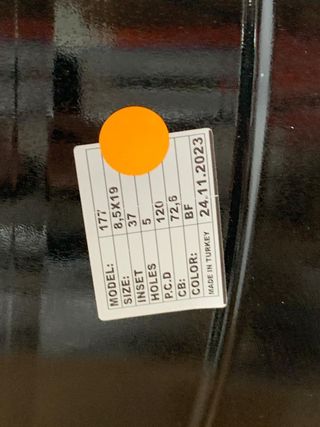 MODEL: 177
SIZE: 8,5X19
INSET 37
HOLES 5
P.C.D 120
CB: 72,6
COLOR: BF
MADE IN TURKEY 24.11.2023